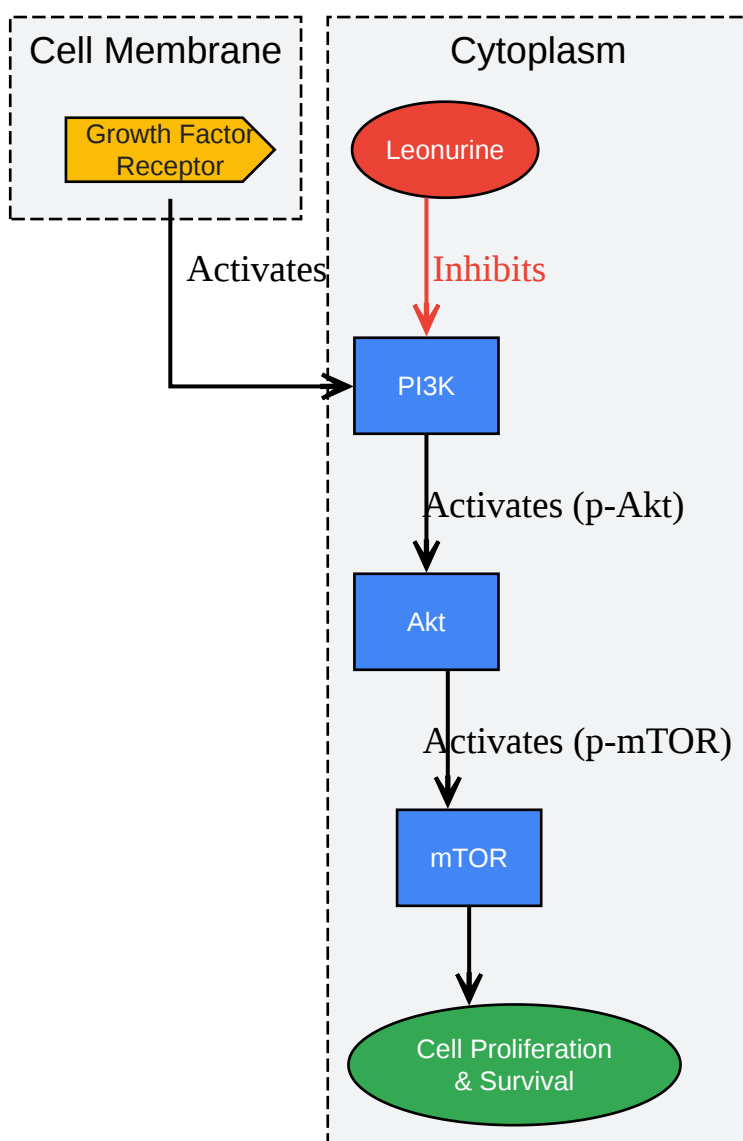 Cell Membrane
Cytoplasm
Growth Factor
Receptor
Leonurine
Activates
Inhibits
PI3K
Activates (p-Akt)
Akt
Activates (p-mTOR)
mTOR
Cell Proliferation
& Survival